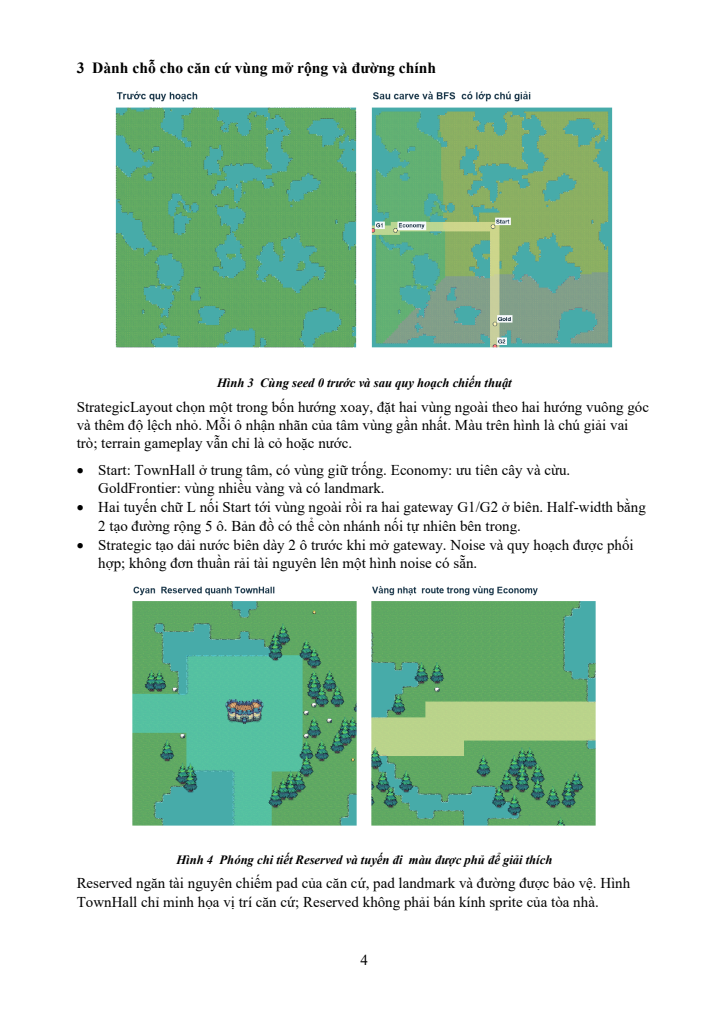 3 Dành chỗ cho căn cứ vùng mở rộng và đường chính
Trước quy hoạch
Sau carve và BFS có lớp chú giải
G1
Economy
Start
Gold
G2
Hình 3 Cùng seed 0 trước và sau quy hoạch chiến thuật
StrategicLayout chọn một trong bốn hướng xoay, đặt hai vùng ngoài theo hai hướng vuông góc
và thêm độ lệch nhỏ. Mỗi ô nhận nhãn của tâm vùng gần nhất. Màu trên hình là chú giải vai
trò; terrain gameplay vẫn chỉ là cỏ hoặc nước.
• Start: TownHall ở trung tâm, có vùng giữ trống. Economy: ưu tiên cây và cừu.
GoldFrontier: vùng nhiều vàng và có landmark.
• Hai tuyến chữ L nối Start tới vùng ngoài rồi ra hai gateway G1/G2 ở biên. Half-width bằng
2 tạo đường rộng 5 ô. Bản đồ có thể còn nhánh nối tự nhiên bên trong.
• Strategic tạo dải nước biên dày 2 ô trước khi mở gateway. Noise và quy hoạch được phối
hợp; không đơn thuần rải tài nguyên lên một hình noise có sẵn.
Cyan Reserved quanh TownHall
Vàng nhạt route trong vùng Economy
Hình 4 Phóng chi tiết Reserved và tuyến đi màu được phủ để giải thích
Reserved ngăn tài nguyên chiếm pad của căn cứ, pad landmark và đường được bảo vệ. Hình
TownHall chỉ minh họa vị trí căn cứ; Reserved không phải bán kính sprite của tòa nhà.
4